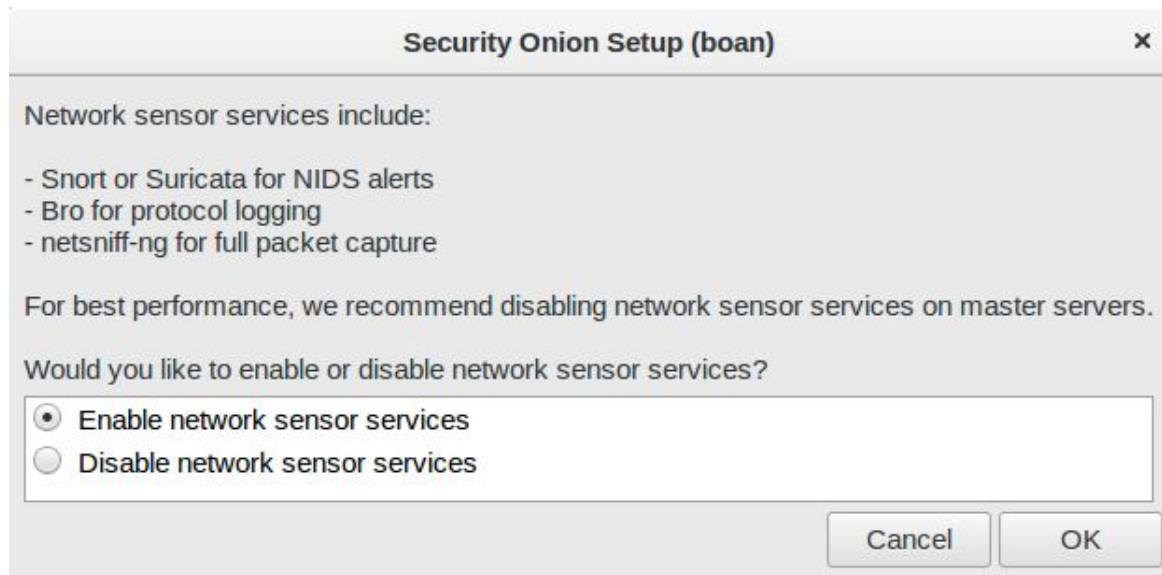 Security Onion Setup (boan)
Network sensor services include:
- Snort or Suricata for NIDS alerts
- Bro for protocol logging
- netsniff-ng for full packet capture
For best performance, we recommend disabling network sensor services on master servers.
Would you like to enable or disable network sensor services?
Enable network sensor services
Disable network sensor services
Cancel OK